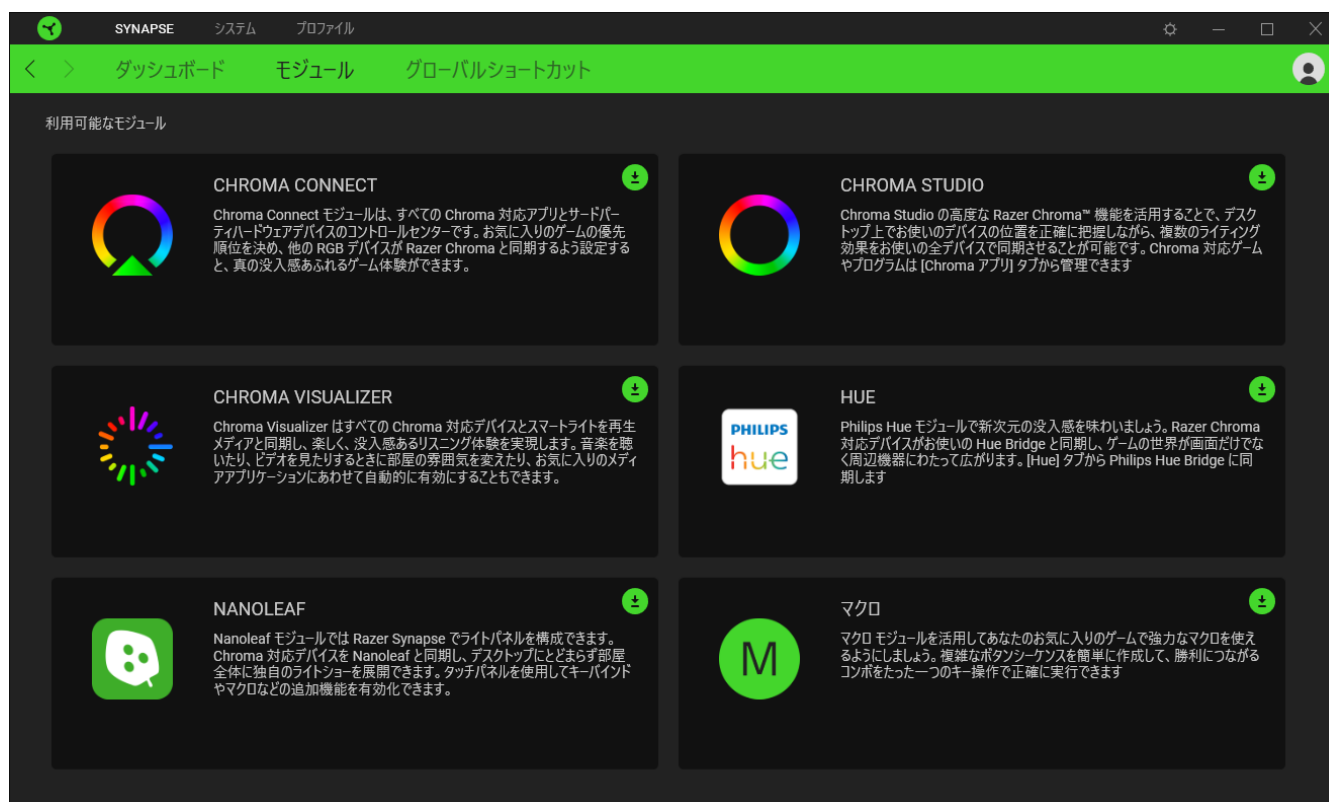 SYNAPSE システム プロファイル
ダッシュボード モジュール グローバルショートカット
利用可能なモジュール
CHROMA CONNECT
Chroma Connect モジュールは、すべての Chroma 対応アプリとサードパー
ティハードウェアデバイスのコントロールセンターです。お気に入りのゲームの優先
順位を決め、他の RGB デバイスが Razer Chroma と同期するよう設定する
と、真の没入感あふれるゲーム体験ができます。
CHROMA STUDIO
Chroma Studio の高度な Razer Chroma™ 機能を活用することで、デスク
トップ上でお使いのデバイスの位置を正確に把握しながら、複数のライティング
効果をお使いの全デバイスで同期させることが可能です。Chroma 対応ゲーム
やプログラムは [Chroma アプリ] タブから管理できます
CHROMA VISUALIZER
Chroma Visualizer はすべての Chroma 対応デバイスとスマートライトを再生
メディアと同期し、楽しく、没入感あるリスニング体験を実現します。音楽を聴
いたり、ビデオを見たりするときに部屋の雰囲気を変えたり、お気に入りのメディ
アアプリケーションにあわせて自動的に有効にすることもできます。
PHILIPS
hue
HUE
Philips Hue モジュールで新次元の没入感を味わいましょう。Razer Chroma
対応デバイスがお使いの Hue Bridge と同期し、ゲームの世界が画面だけでな
く周辺機器にわたって広がります。[Hue] タブから Philips Hue Bridge に同
期します
NANOLEAF
Nanoleaf モジュールでは Razer Synapse でライトパネルを構成できます。
Chroma 対応デバイスを Nanoleaf と同期し、デスクトップにとどまらず部屋
全体に独自のライトショーを展開できます。タッチパネルを使用してキーバインド
やマクロなどの追加機能を有効化できます。
M
マクロ
マクロ モジュールを活用してあなたのお気に入りのゲームで強力なマクロを使え
るようにしましょう。複雑なボタンシーケンスを簡単に作成して、勝利につながる
コンボをたった一つのキー操作で正確に実行できます